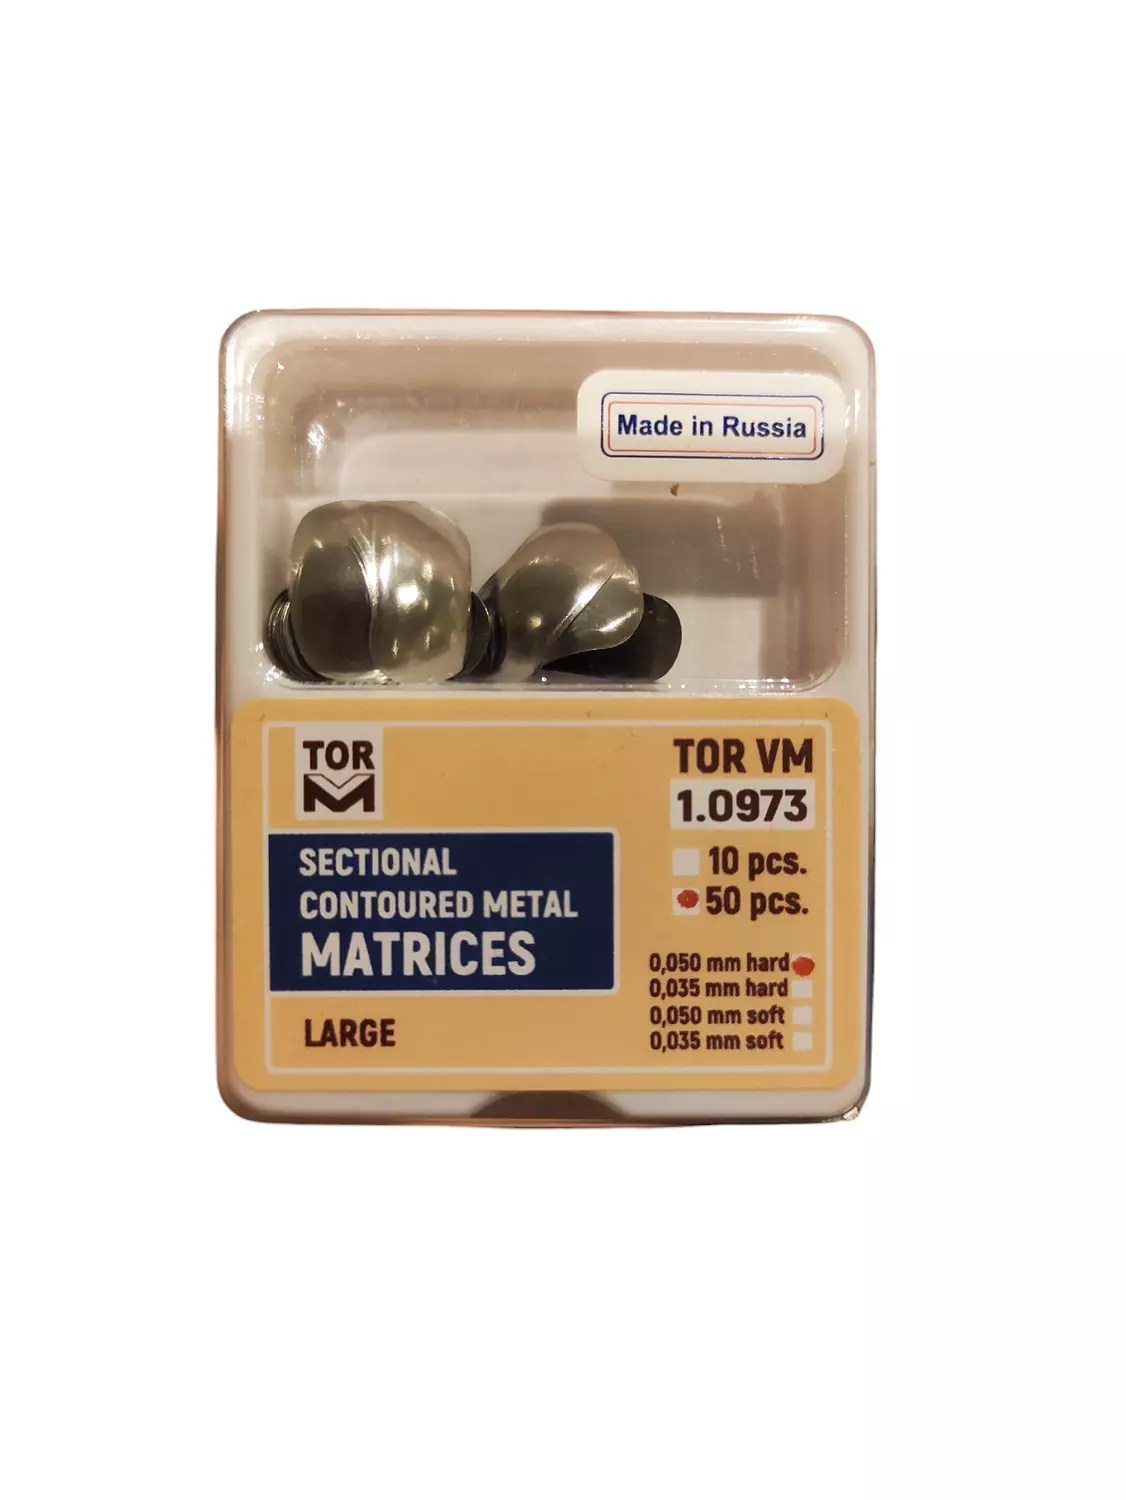 Made in Russia
TOR
M
TOR VM
1.0973
SECTIONAL
CONTOURED METAL
MATRICES
LARGE
10 pcs.
50 pcs.
0,050 mm hard
0,035 mm hard
0,050 mm soft
0,035 mm soft